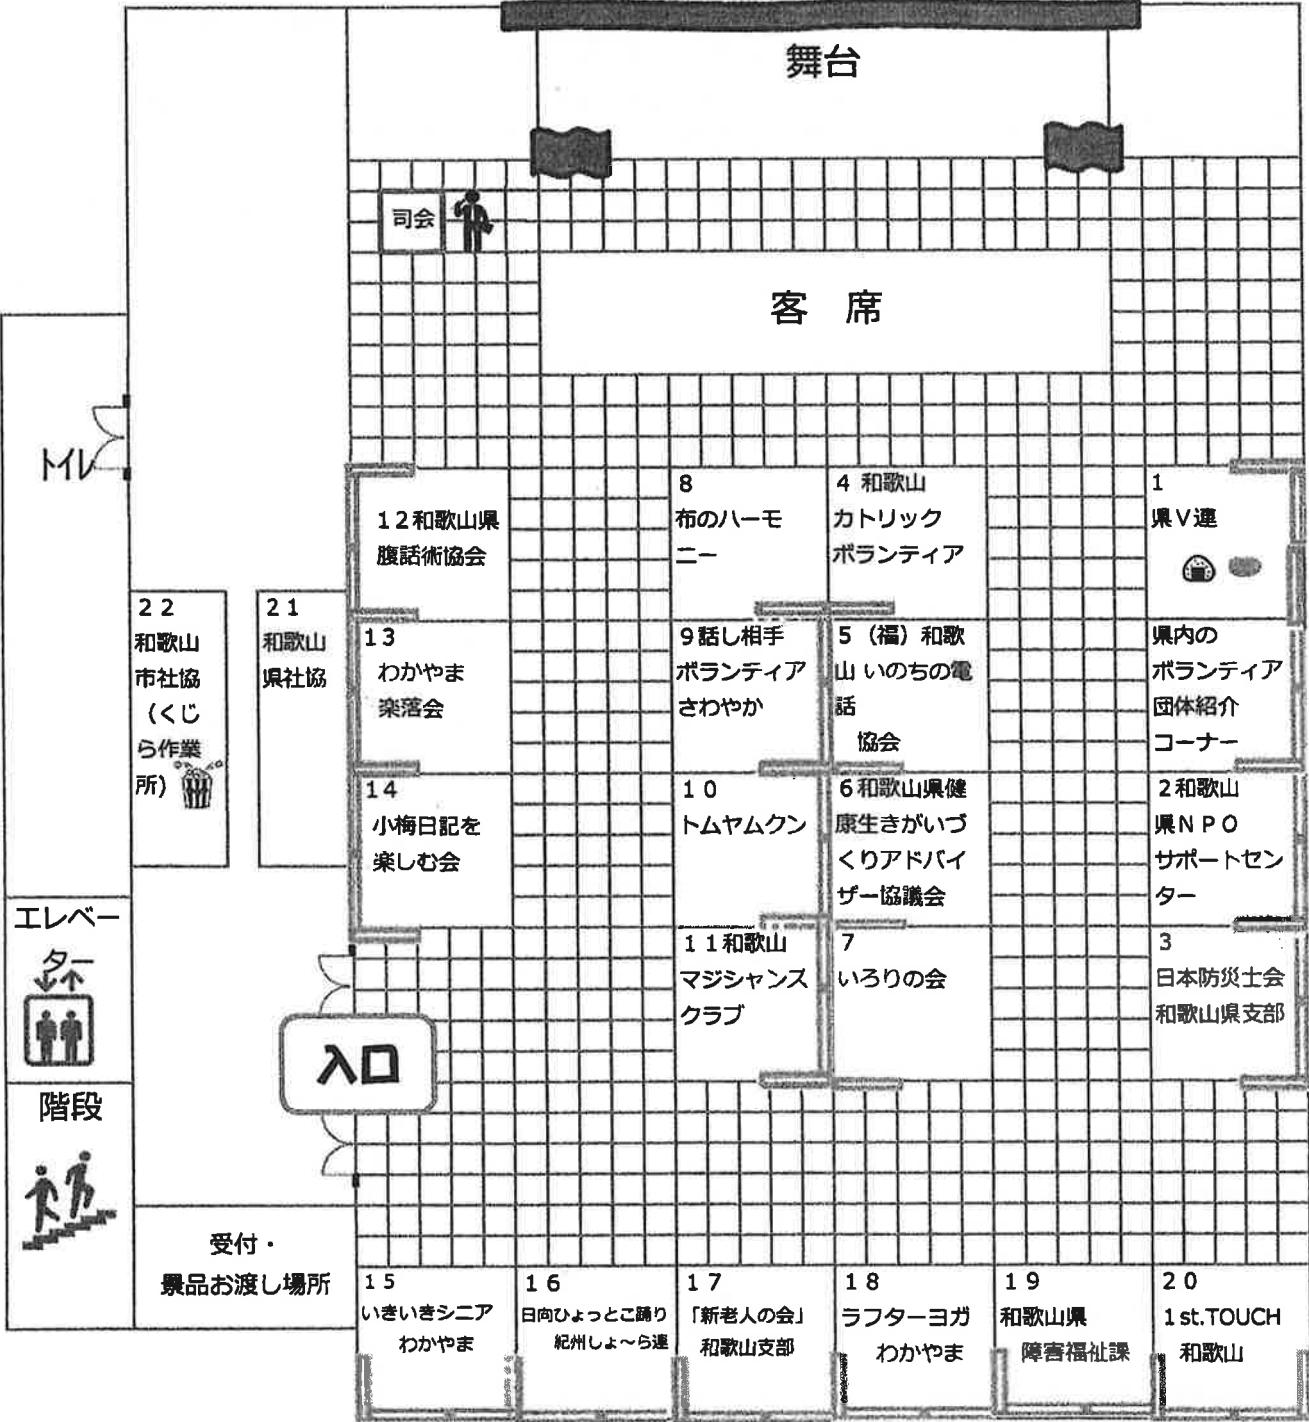 舞台
司会
客 席
トイレ
12和歌山県
腹話術協会
8
布のハーモ
ニー
4 和歌山
カトリック
ボランティア
1
県V連
22
和歌山
市社協
(くじ
ら作業
所)
21
和歌山
県社協
13
わかやま
楽落会
9話し相手
ボランティア
さわやか
5(福)和歌
山 いのちの電
話
協会
県内の
ボランティア
団体紹介
コーナー
14
小梅日記を
楽しむ会
10
トムヤムクン
6和歌山県健
康生きがいづ
くりアドバイ
ザー協議会
2和歌山
県NPO
サポートセン
ター
エレベー
ター
11和歌山
マジシャンス
クラブ
7
いろりの会
3
日本防災士会
和歌山県支部
入口
階段
受付・
景品お渡し場所
15
いきいきシニア
わかやま
16
日向ひょっとこ踊り
紀州しょ～ら連
17
「新老人の会」
和歌山支部
18
ラフターヨガ
わかやま
19
和歌山県
障害福祉課
20
1st.TOUCH
和歌山